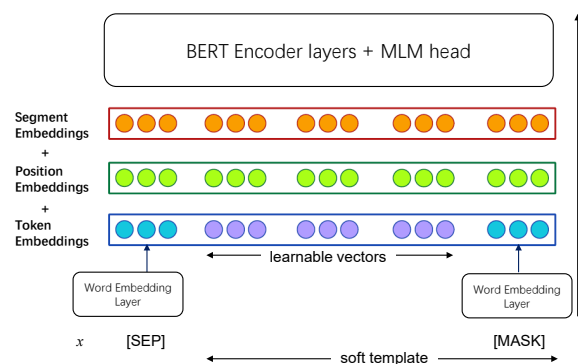 BERT Encoder layers + MLM head
Segment
Embeddings
+
Position
Embeddings
+
Token
Embeddings
learnable vectors
Word Embedding
Layer
Word Embedding
Layer
x [SEP] [MASK]
soft template